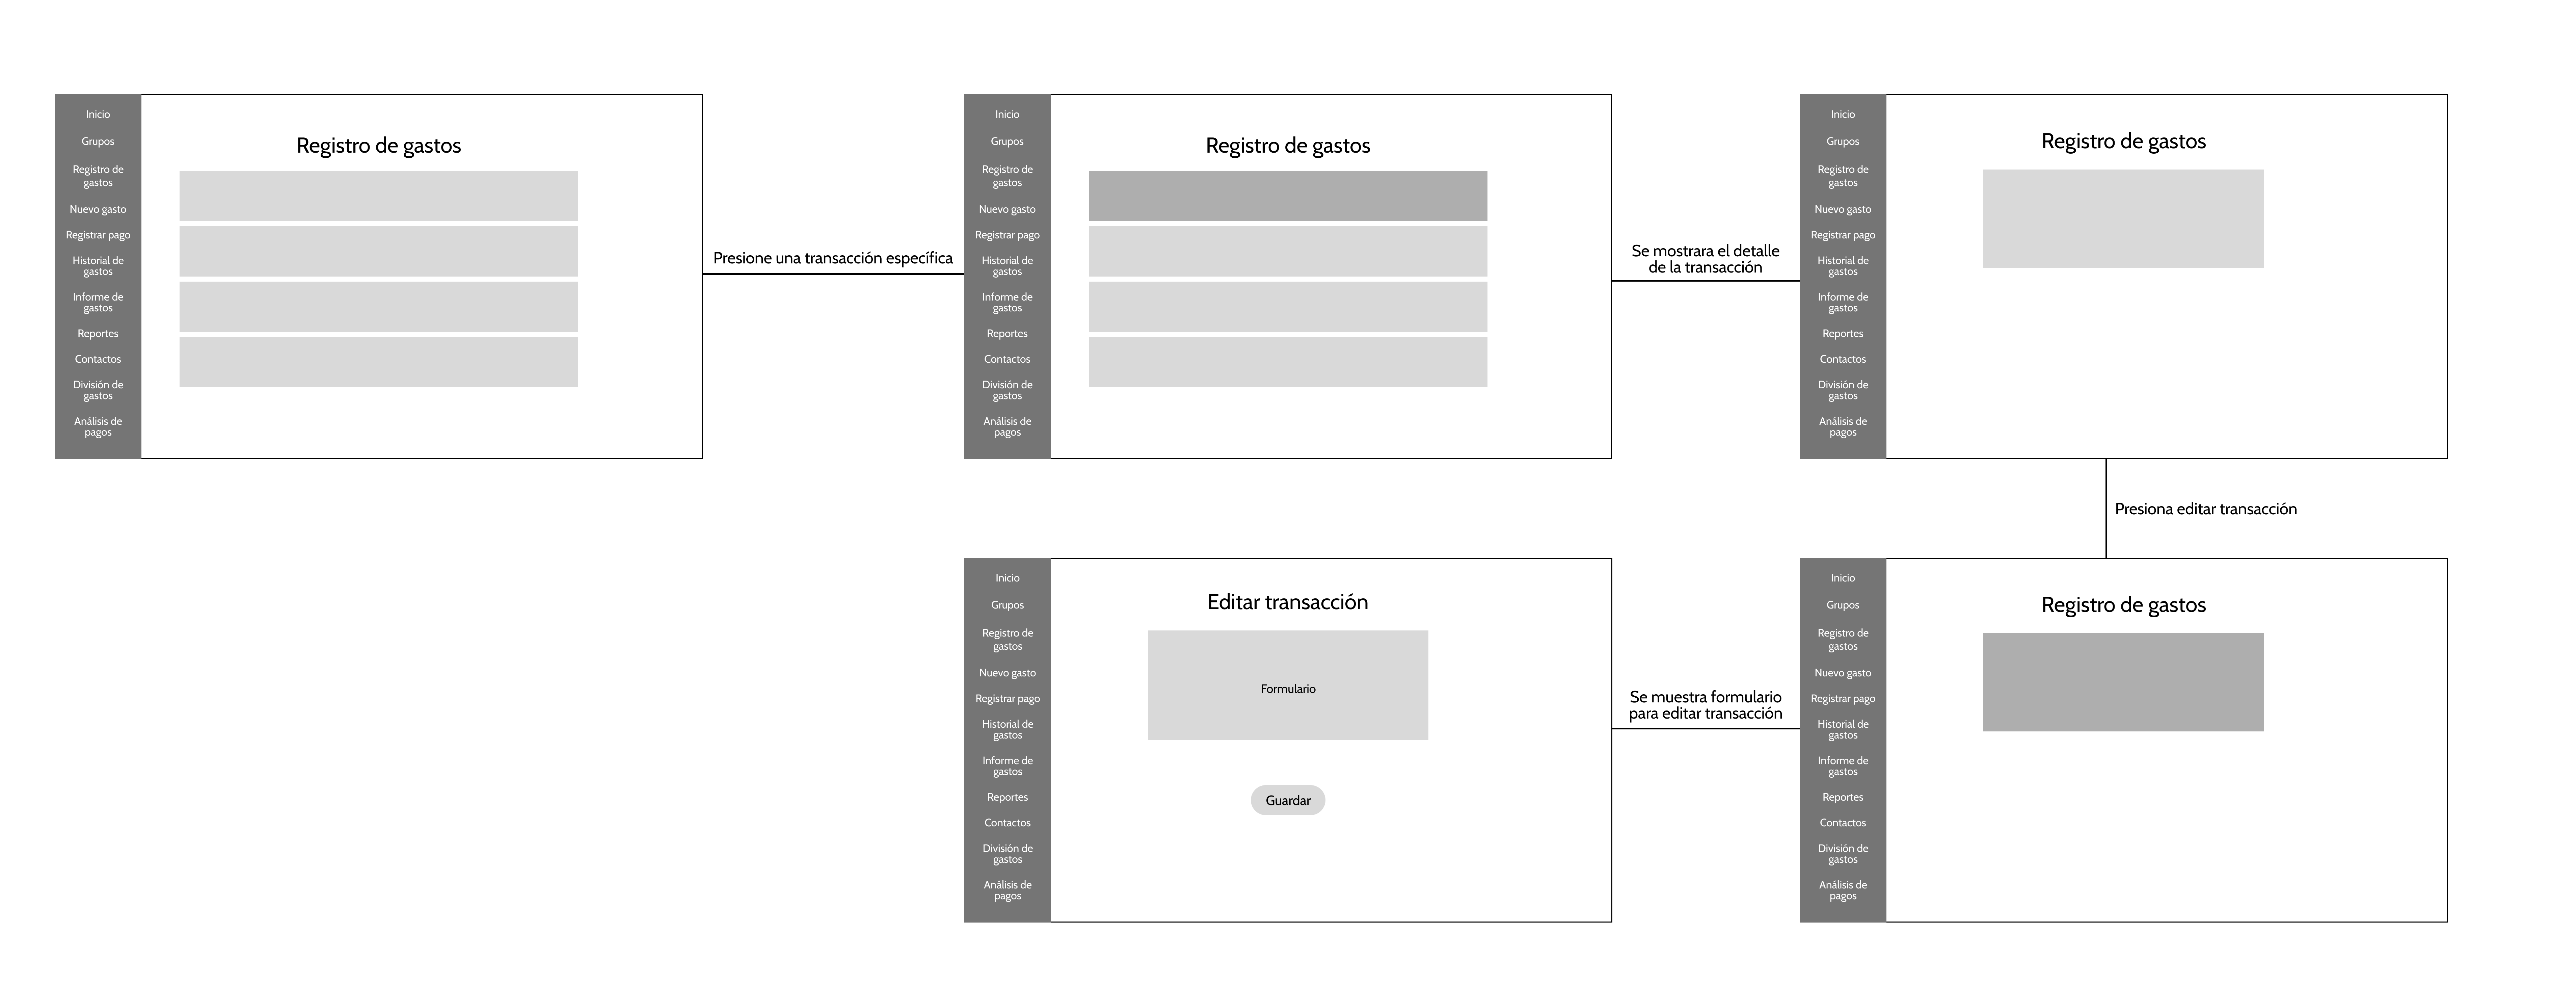 Inicio
Grupos
Registro de
gastos
Nuevo gasto
Registrar pago
Historial de
gastos
Informe de
gastos
Reportes
Contactos
División de
gastos
Análisis de
pagos
Registro de gastos
Presione una transacción específica
Inicio
Grupos
Registro de
gastos
Nuevo gasto
Registrar pago
Historial de
gastos
Informe de
gastos
Reportes
Contactos
División de
gastos
Análisis de
pagos
Registro de gastos
Se mostrara el detalle
de la transacción
Inicio
Grupos
Registro de
gastos
Nuevo gasto
Registrar pago
Historial de
gastos
Informe de
gastos
Reportes
Contactos
División de
gastos
Análisis de
pagos
Registro de gastos
Presiona editar transacción
Inicio
Grupos
Registro de
gastos
Nuevo gasto
Registrar pago
Historial de
gastos
Informe de
gastos
Reportes
Contactos
División de
gastos
Análisis de
pagos
Editar transacción
Formulario
Guardar
Se muestra formulario
para editar transacción
Inicio
Grupos
Registro de
gastos
Nuevo gasto
Registrar pago
Historial de
gastos
Informe de
gastos
Reportes
Contactos
División de
gastos
Análisis de
pagos
Registro de gastos